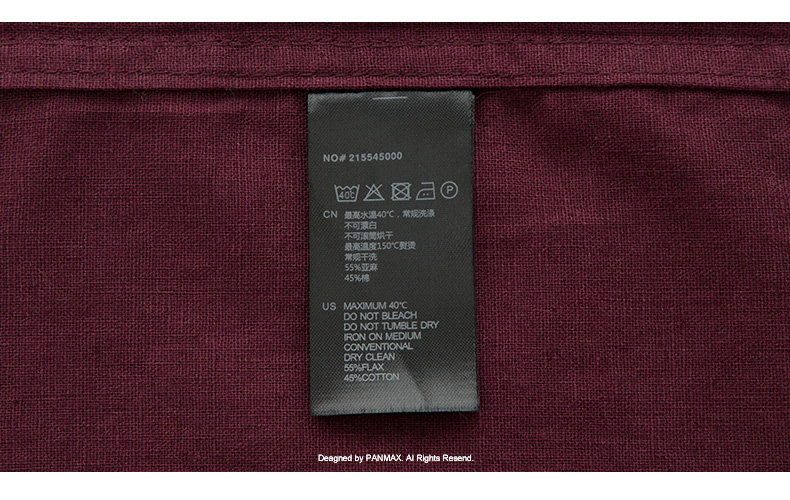 NO# 215545000
40℃
P
CN 最高水温40℃，常规洗涤
不可漂白
不可滚筒烘干
最高温度150℃熨烫
常规干洗
55%亚麻
45%棉
US MAXIMUM 40℃
DO NOT BLEACH
DO NOT TUMBLE DRY
IRON ON MEDIUM
CONVENTIONAL
DRY CLEAN
55%FLAX
45%COTTON
Designed by PANMAX. All Rights Resend.